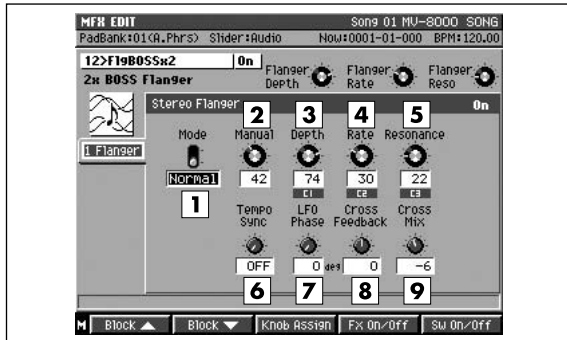 MFX EDIT Song 01 MV-8000 SONG
PadBank:01(A.Phrs) Slider:Audio Now:0001-01-000 BPM:120.00
12>FlgBOSSx2 On
2x BOSS Flanger
Flanger Depth Flanger Rate Flanger Reso
Stereo Flanger On
2 3 4 5
Mode Manual Depth Rate Resonance
1 Flanger
Normal 42 74 30 22
C1 C2 C3
1
Tempo Sync LFO Phase Cross Feedback Cross Mix
OFF 0 deg 0 -6
6 7 8 9
M Block ▲ Block ▼ Knob Assign Fx On/Off Sw On/Off